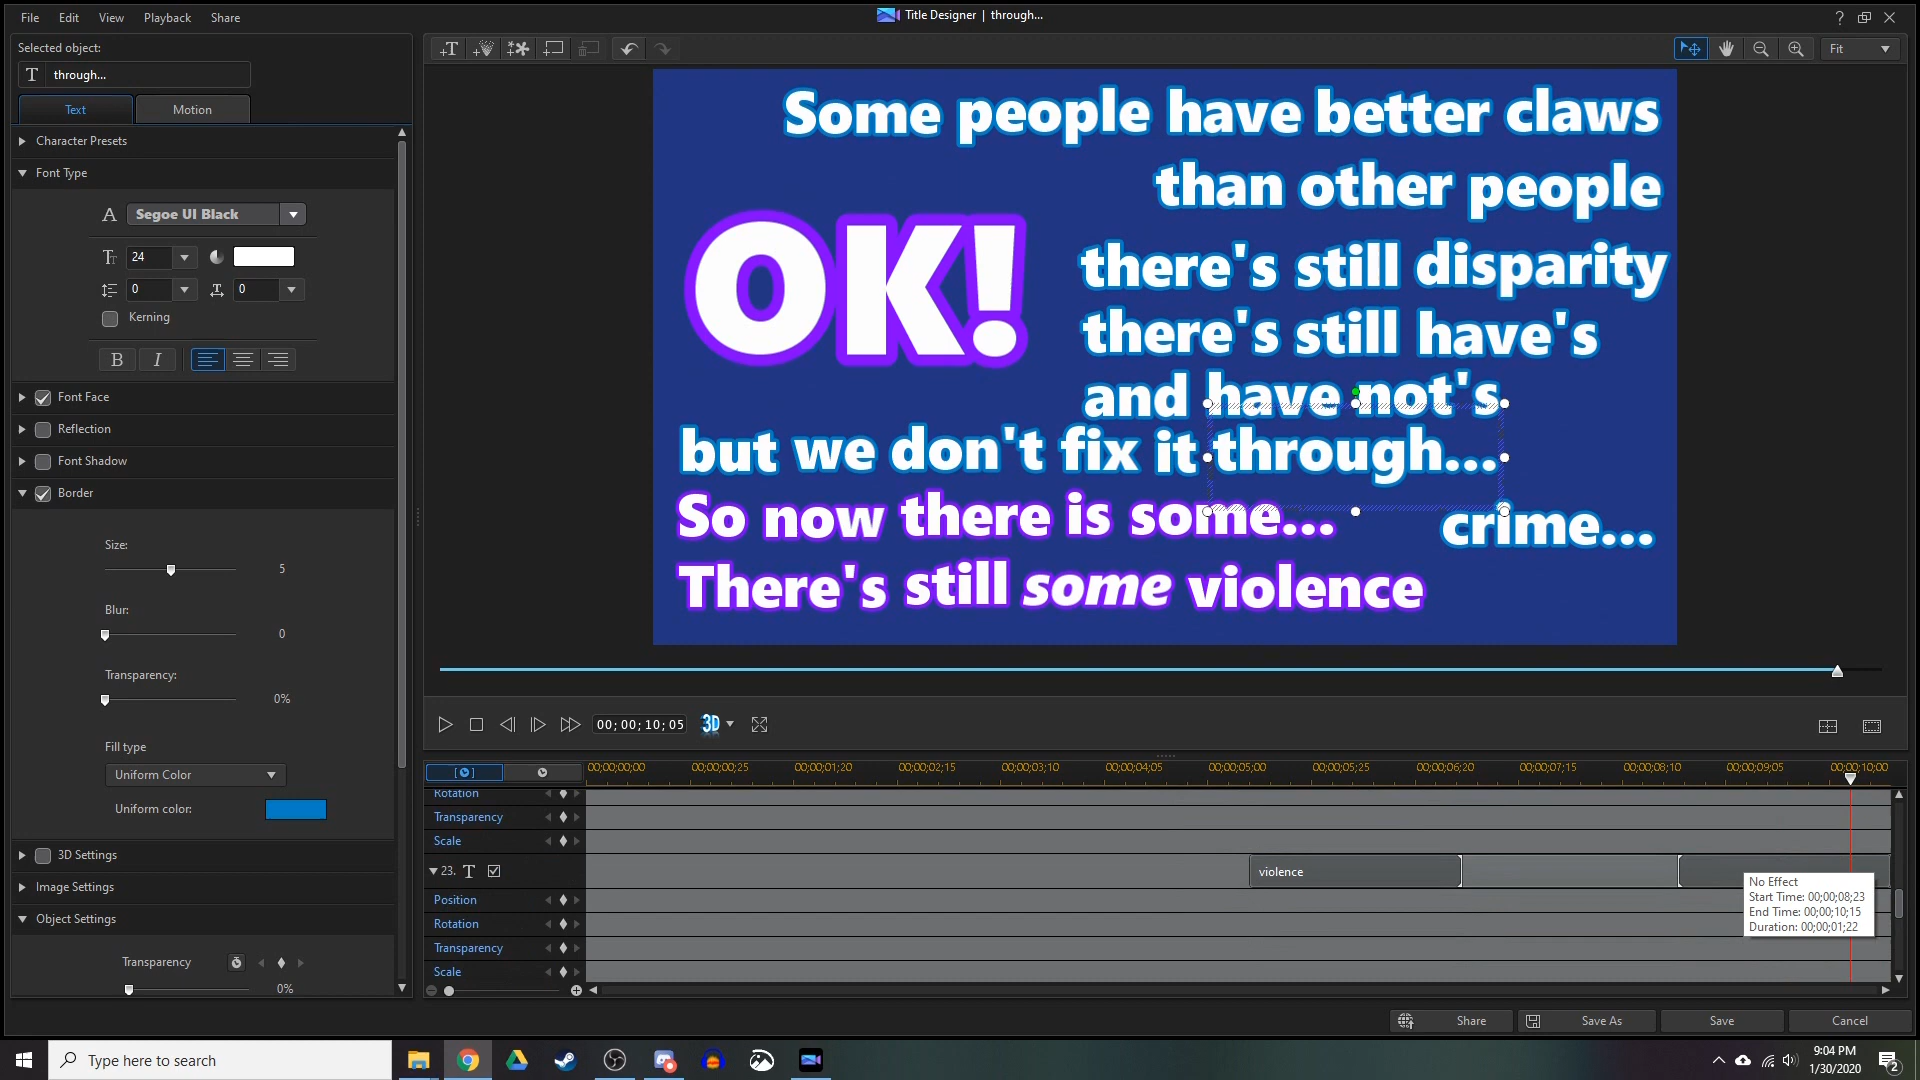 File Edit View Playback Share
Title Designer | through...
?
Selected object:
T through...
Text Motion
Fit
Character Presets
Font Type
A Segoe UI Black
24
0 0
Kerning
B I
Font Face
Reflection
Font Shadow
Border
Size:
5
Blur:
0
Transparency:
0%
Fill type
Uniform Color
Uniform color:
3D Settings
Image Settings
Object Settings
Transparency
0%
Some people have better claws
than other people
OK!
there's still disparity
there's still have's
and have not's
but we don't fix it through...
So now there is some...
crime...
There's still some violence
00;00;10;05 3D
00;00;00;00 00;00;00;25 00;00;01;20 00;00;02;15 00;00;03;10 00;00;04;05 00;00;05;00 00;00;05;25 00;00;06;20 00;00;07;15 00;00;08;10 00;00;09;05 00;00;10;00
Rotation
Transparency
Scale
23. T violence
Position
Rotation
Transparency
Scale
No Effect
Start Time: 00;00;08;23
End Time: 00;00;10;15
Duration: 00;00;01;22
Share Save As Save Cancel
Type here to search
9:04 PM
1/30/2020
2